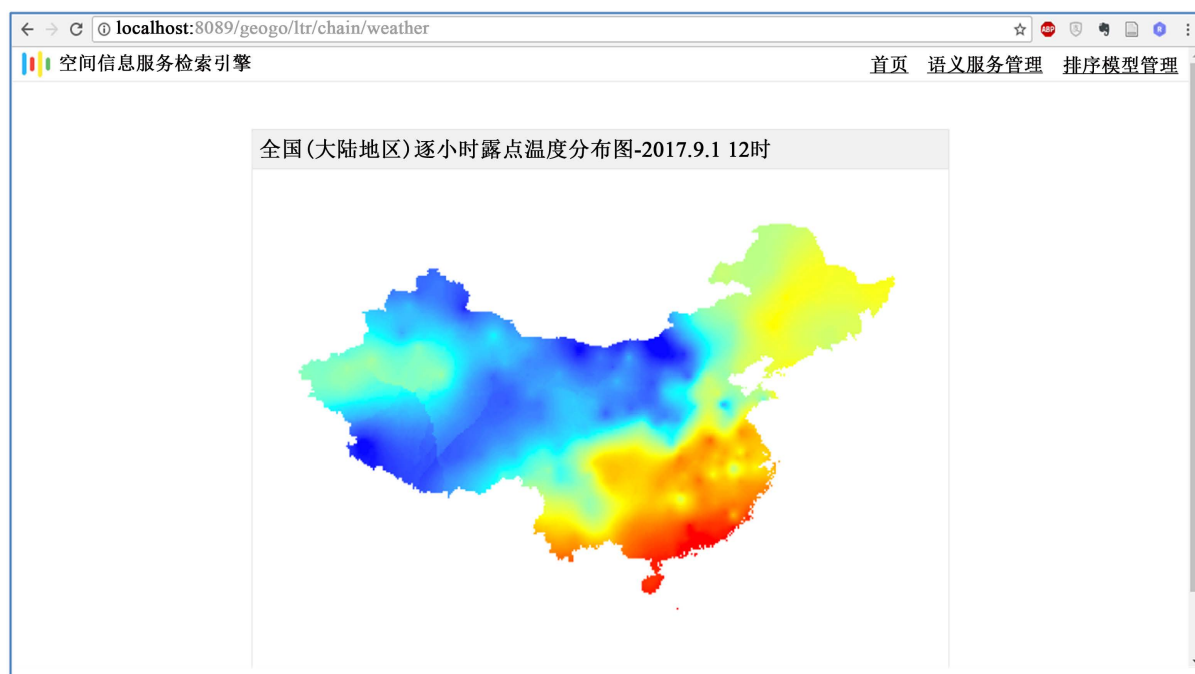 localhost:8089/geogo/ltr/chain/weather
ABP
空间信息服务检索引擎
首页 语义服务管理 排序模型管理
全国(大陆地区)逐小时露点温度分布图-2017.9.1 12时